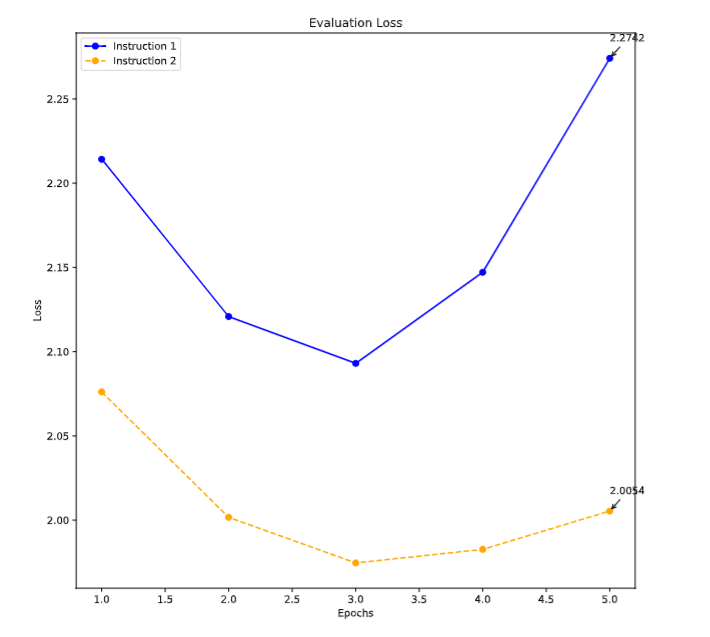 Evaluation Loss
Instruction 1
Instruction 2
2.2742
2.25
2.20
2.15
2.10
2.05
2.00
2.0054
Loss
1.0 1.5 2.0 2.5 3.0 3.5 4.0 4.5 5.0
Epochs